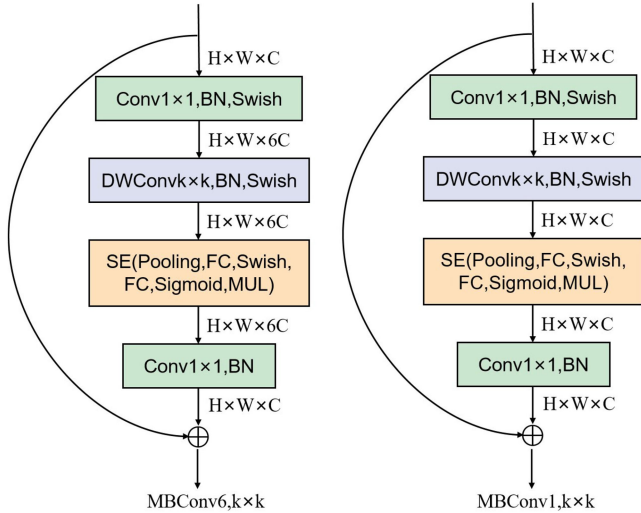 H×W×C
Conv1×1,BN,Swish
H×W×6C
DWConvk×k,BN,Swish
H×W×6C
SE(Pooling,FC,Swish,
FC,Sigmoid,MUL)
H×W×6C
Conv1×1,BN
H×W×C
MBConv6,k×k
H×W×C
Conv1×1,BN,Swish
H×W×C
DWConvk×k,BN,Swish
H×W×C
SE(Pooling,FC,Swish,
FC,Sigmoid,MUL)
H×W×C
Conv1×1,BN
H×W×C
MBConv1,k×k